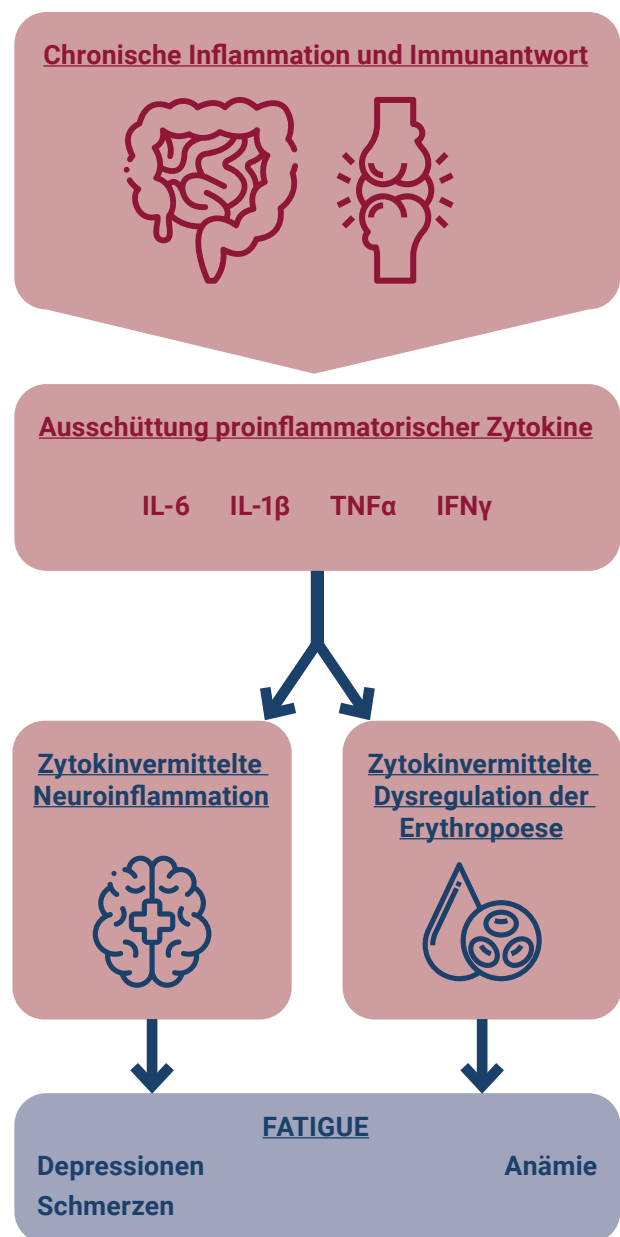 Chronische Inflammation und Immunantwort
Ausschüttung proinflammatorischer Zytokine
IL-6 IL-1β TNFα IFNγ
Zytokinvermittelte
Neuroinflammation
Zytokinvermittelte
Dysregulation der
Erythropoese
FATIGUE
Depressionen
Schmerzen
Anämie